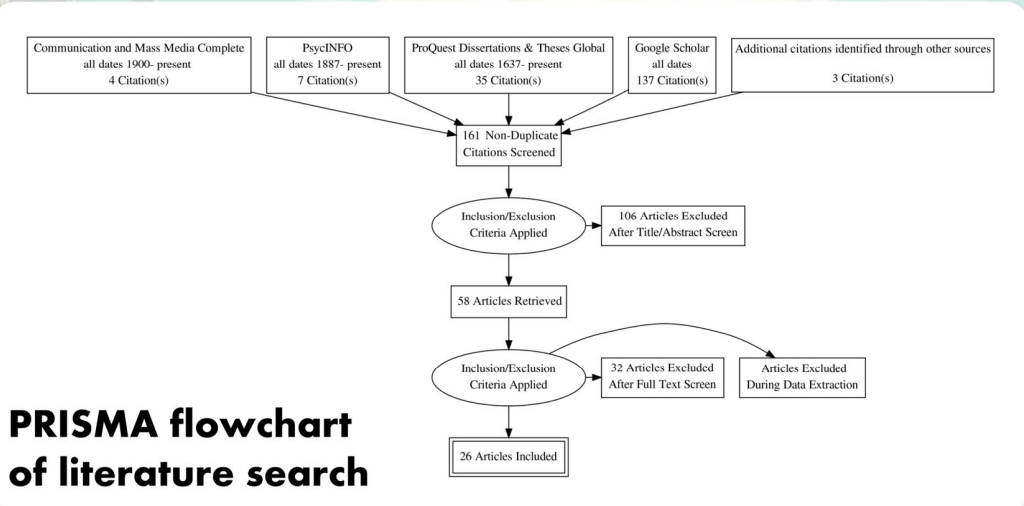 Communication and Mass Media Complete
all dates 1900- present
4 Citation(s)
PsycINFO
all dates 1887- present
7 Citation(s)
ProQuest Dissertations & Theses Global
all dates 1637- present
35 Citation(s)
Google Scholar
all dates
137 Citation(s)
Additional citations identified through other sources
3 Citation(s)
161 Non-Duplicate
Citations Screened
Inclusion/Exclusion
Criteria Applied
106 Articles Excluded
After Title/Abstract Screen
58 Articles Retrieved
Inclusion/Exclusion
Criteria Applied
32 Articles Excluded
After Full Text Screen
Articles Excluded
During Data Extraction
26 Articles Included
PRISMA flowchart
of literature search